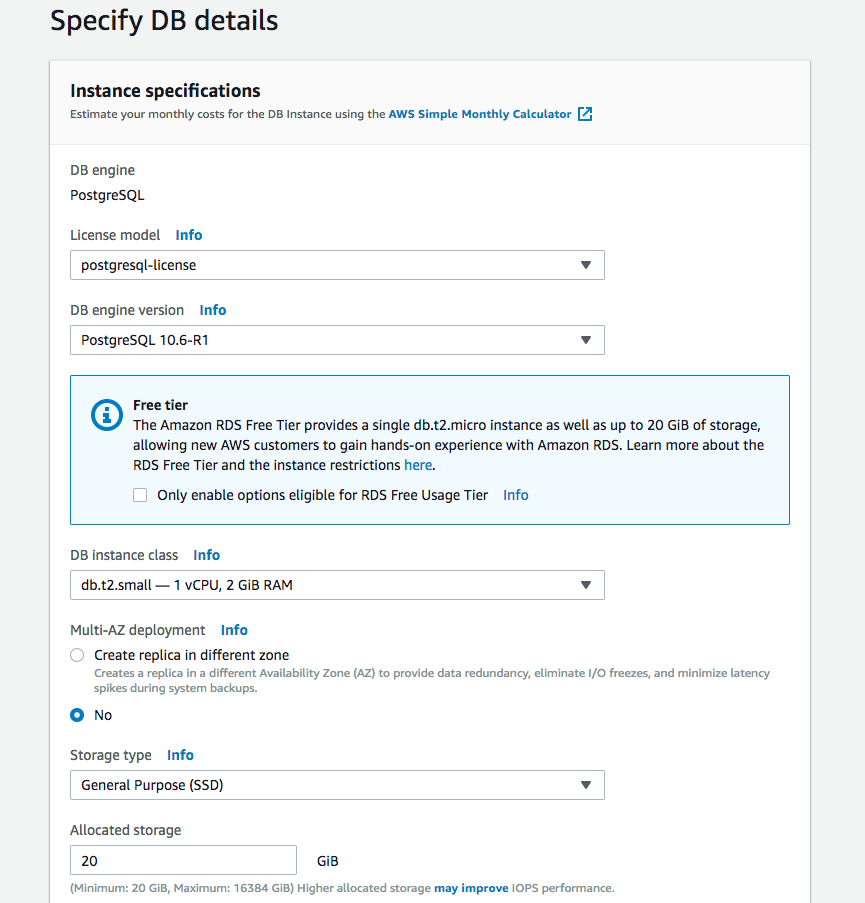 Specify DB details
Instance specifications
Estimate your monthly costs for the DB Instance using the AWS Simple Monthly Calculator
DB engine
PostgreSQL
License model Info
postgresql-license
DB engine version Info
PostgreSQL 10.6-R1
Free tier
The Amazon RDS Free Tier provides a single db.t2.micro instance as well as up to 20 GiB of storage,
allowing new AWS customers to gain hands-on experience with Amazon RDS. Learn more about the
RDS Free Tier and the instance restrictions here.
Only enable options eligible for RDS Free Usage Tier Info
DB instance class Info
db.t2.small — 1 vCPU, 2 GiB RAM
Multi-AZ deployment Info
Create replica in different zone
Creates a replica in a different Availability Zone (AZ) to provide data redundancy, eliminate I/O freezes, and minimize latency
spikes during system backups.
No
Storage type Info
General Purpose (SSD)
Allocated storage
20 GiB
(Minimum: 20 GiB, Maximum: 16384 GiB) Higher allocated storage may improve IOPS performance.